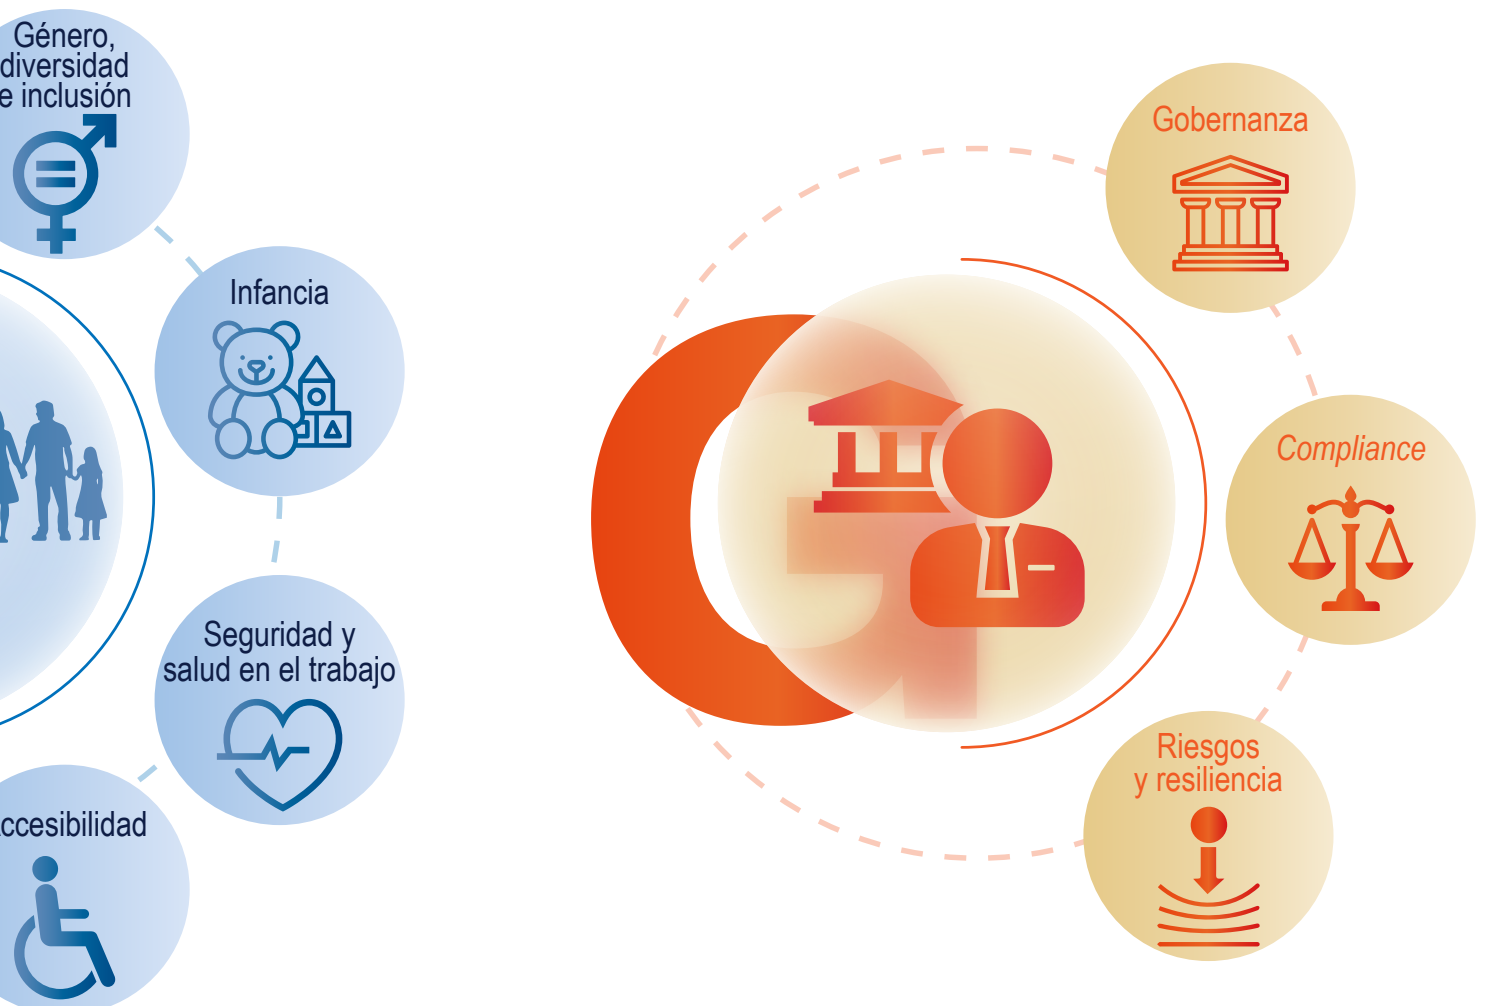 Género,
diversidad
e inclusión
Infancia
Seguridad y
salud en el trabajo
ccesibilidad
G
Gobernanza
Compliance
Riesgos
y resiliencia